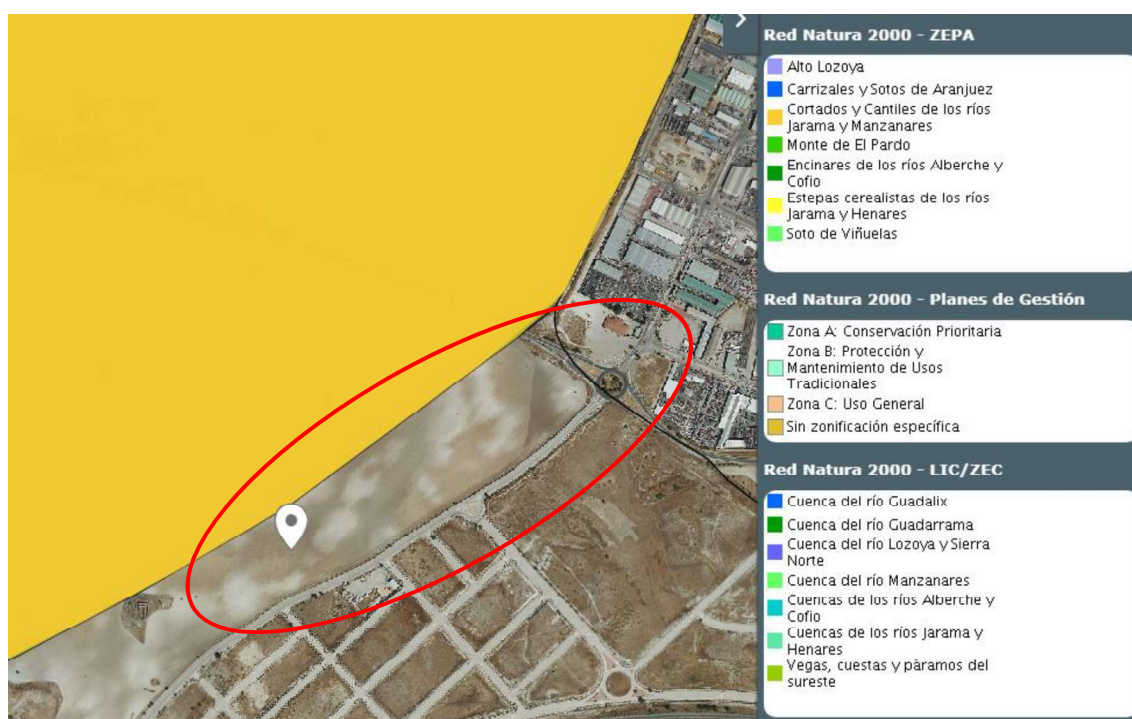 Red Natura 2000 - ZEPA
Alto Lozoya
Carrizales y Sotos de Aranjuez
Cortados y Cantiles de los ríos
Jarama y Manzanares
Monte de El Pardo
Encinares de los ríos Alberche y
Cofio
Estepas cerealistas de los ríos
Jarama y Henares
Soto de Viñuelas
Red Natura 2000 - Planes de Gestión
Zona A: Conservación Prioritaria
Zona B: Protección y
Mantenimiento de Usos
Tradicionales
Zona C: Uso General
Sin zonificación específica
Red Natura 2000 - LIC/ZEC
Cuenca del río Guadalix
Cuenca del río Guadarrama
Cuenca del río Lozoya y Sierra
Norte
Cuenca del río Manzanares
Cuencas de los ríos Alberche y
Cofio
Cuencas de los ríos Jarama y
Henares
Vegas, cuestas y páramos del
sureste